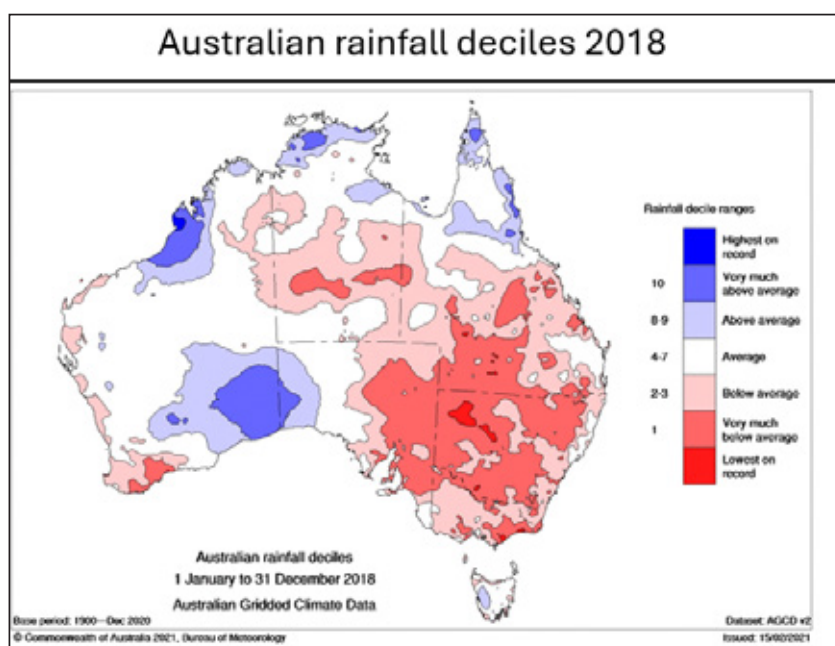 Australian rainfall deciles 2018
Rainfall decile ranges
Highest on
record
10 Very much
above average
8-9 Above average
4-7 Average
2-3 Below average
1 Very much
below average
Lowest on
record
Australian rainfall deciles
1 January to 31 December 2018
Australian Gridded Climate Data
Base period: 1900—Dec 2020
Dataset: AGCD v2
© Commonwealth of Australia 2021, Bureau of Meteorology
Issued: 15/02/2021